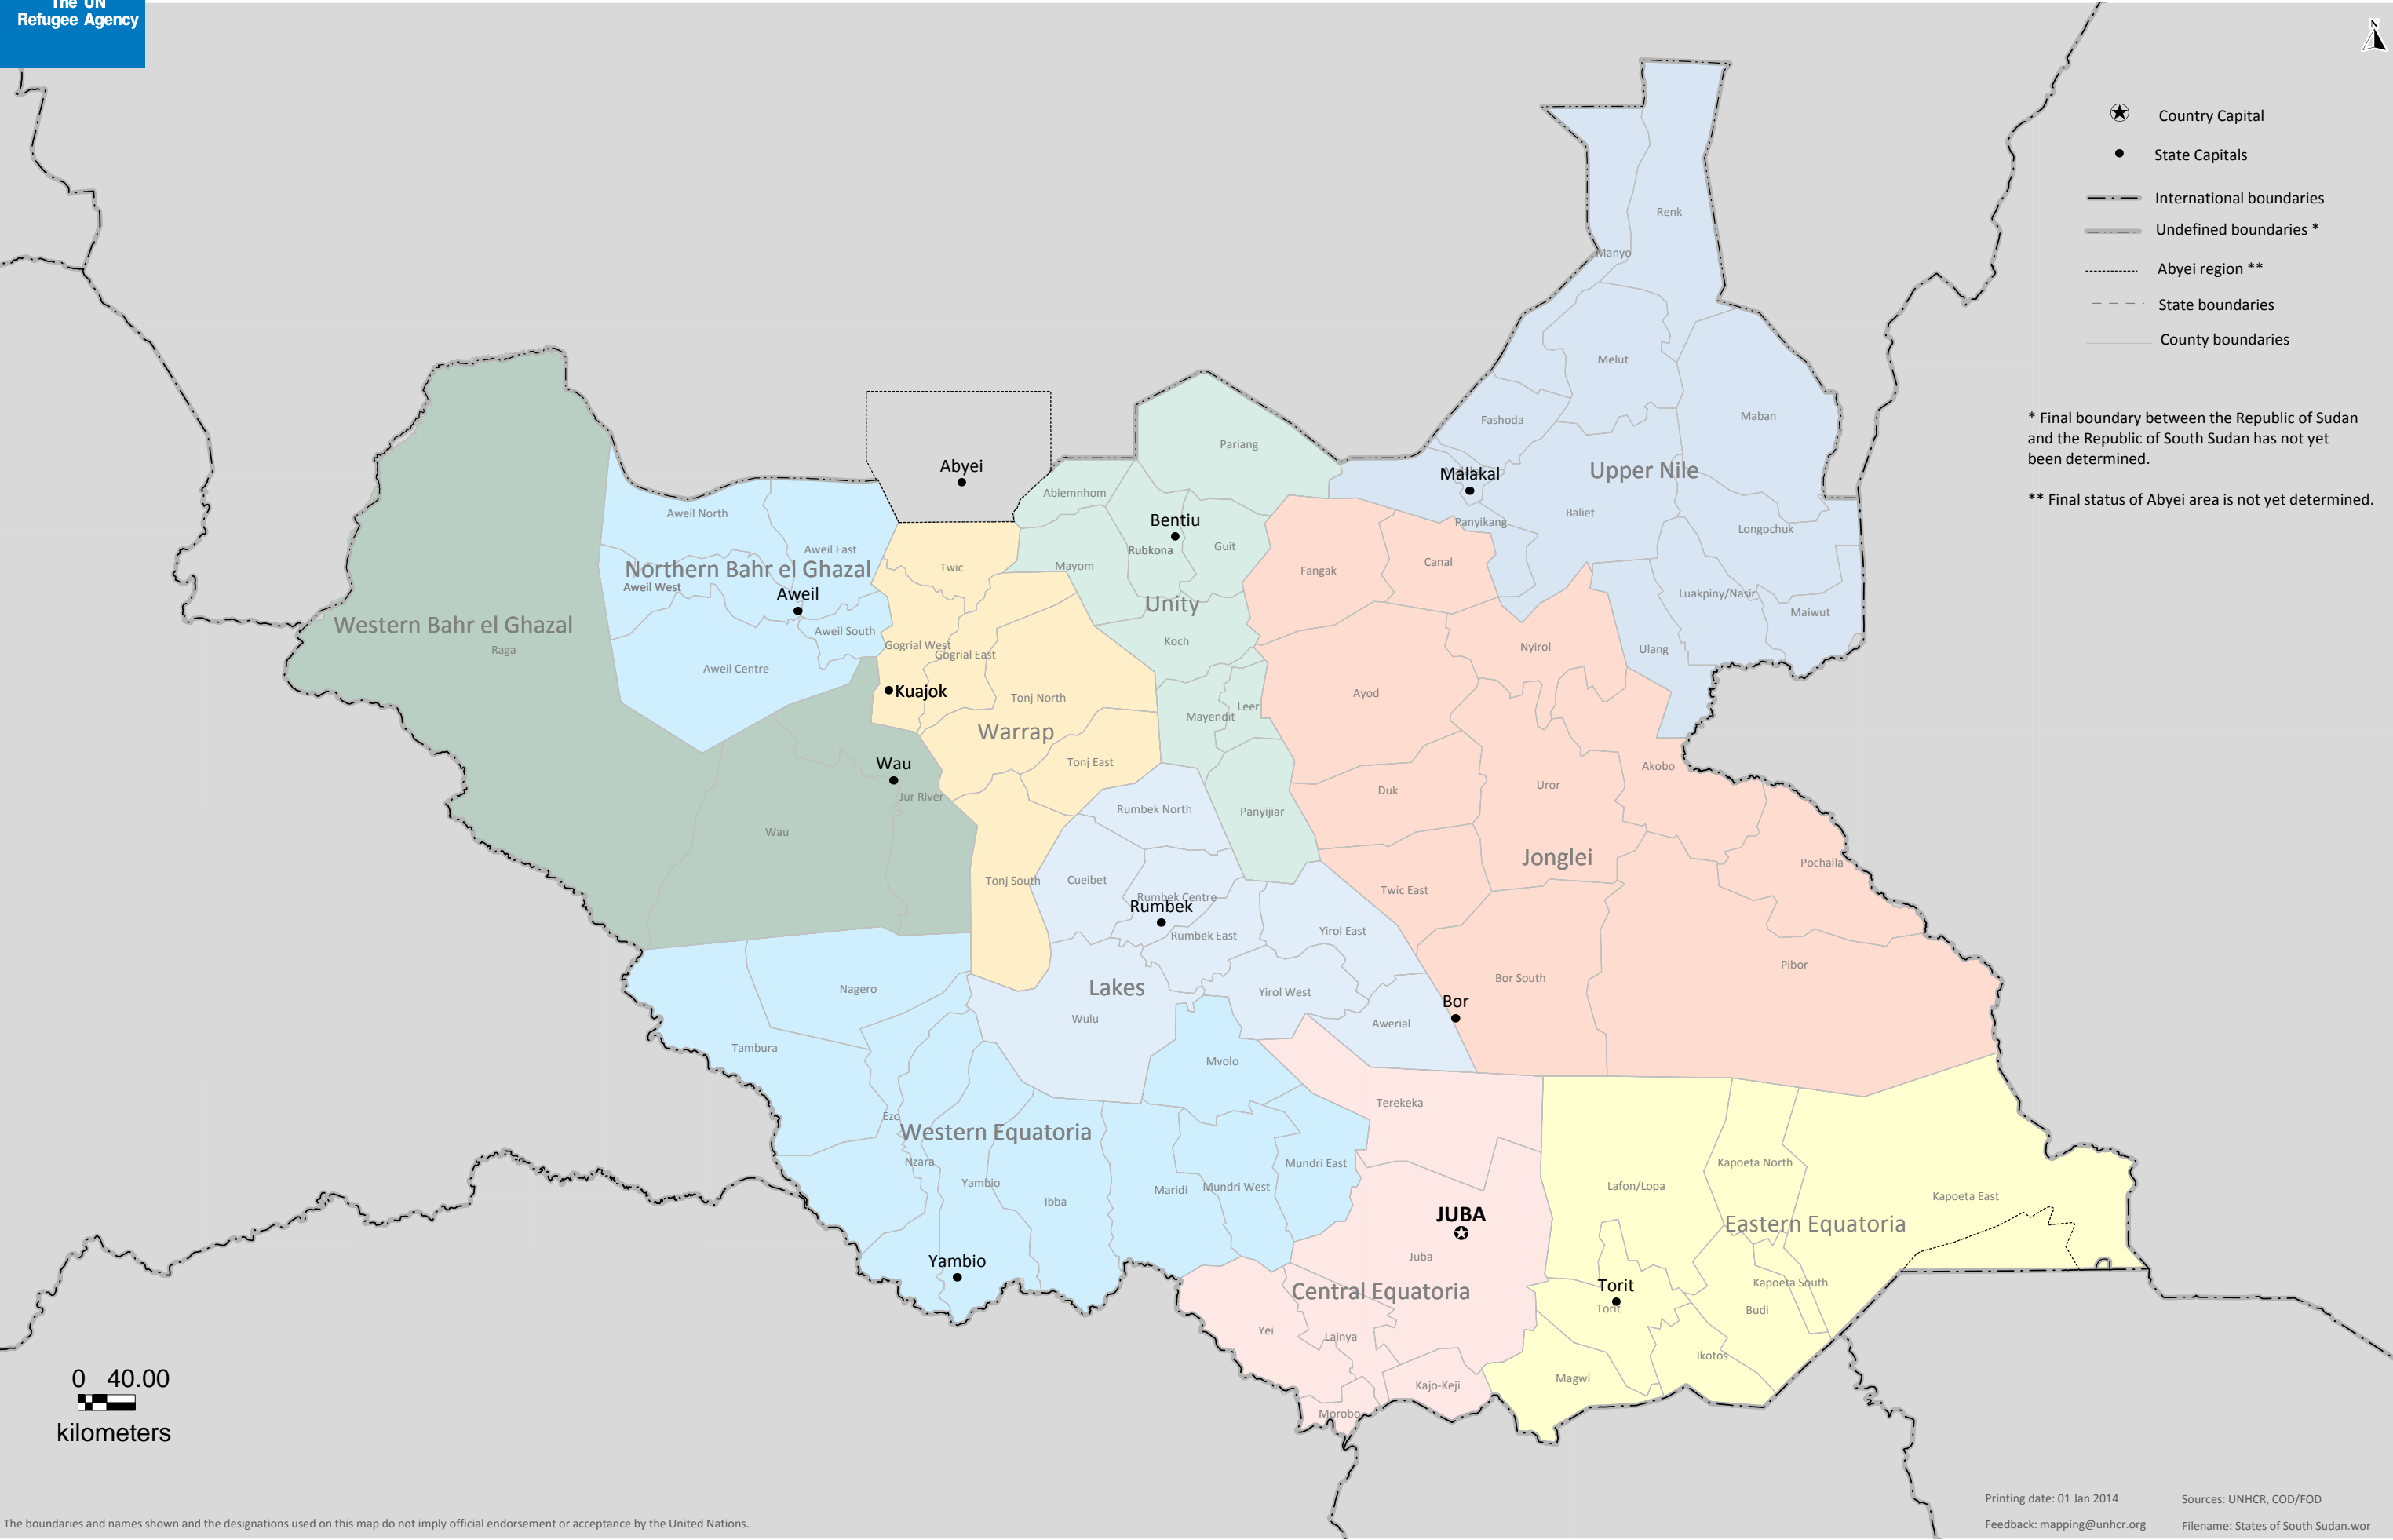 The UN
Refugee Agency
N
Country Capital
State Capitals
International boundaries
Undefined boundaries *
Abyei region **
State boundaries
County boundaries
* Final boundary between the Republic of Sudan
and the Republic of South Sudan has not yet
been determined.
** Final status of Abyei area is not yet determined.
Renk
Manyo
Melut
Maban
Fashoda
Malakal
Upper Nile
Baliet
Panyikang
Longochuk
Luakpiny/Nasir
Maiwut
Ulang
Abyei
Pariang
Abiemnhom
Bentiu
Rubkona
Guit
Mayom
Unity
Koch
Mayendit
Leer
Panyijiar
Aweil North
Aweil East
Northern Bahr el Ghazal
Aweil West
Aweil
Aweil South
Aweil Centre
Western Bahr el Ghazal
Raga
Wau
Jur River
Wau
Twic
Gogrial West
Gogrial East
Kuajok
Tonj North
Warrap
Tonj East
Tonj South
Fangak
Canal
Nyirol
Ayod
Akobo
Duk
Uror
Jonglei
Pochalla
Twic East
Pibor
Bor South
Bor
Rumbek North
Cueibet
Rumbek Centre
Rumbek
Rumbek East
Yirol East
Lakes
Yirol West
Wulu
Awerial
Nagero
Tambura
Mvolo
Ezo
Western Equatoria
Nzara
Yambio
Ibba
Maridi
Mundri West
Mundri East
Yambio
Terekeka
JUBA
Juba
Central Equatoria
Yei
Lainya
Kajo-Keji
Morobo
Kapoeta North
Lafon/Lopa
Kapoeta East
Eastern Equatoria
Torit
Torit
Kapoeta South
Budi
Ikotos
Magwi
0 40.00
kilometers
The boundaries and names shown and the designations used on this map do not imply official endorsement or acceptance by the United Nations.
Printing date: 01 Jan 2014
Sources: UNHCR, COD/FOD
Feedback: mapping@unhcr.org
Filename: States of South Sudan.wor